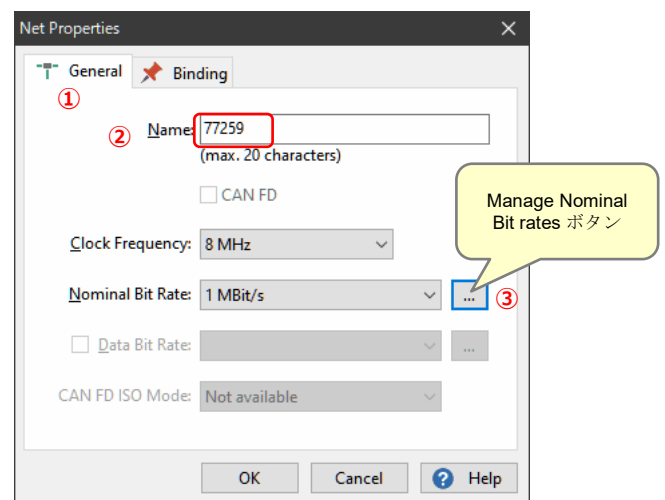 Net Properties
General
Binding
①
② Name: 77259
(max. 20 characters)
CAN FD
Manage Nominal
Bit rates ボタン
Clock Frequency: 8 MHz
Nominal Bit Rate: 1 MBit/s ... ③
Data Bit Rate: ...
CAN FD ISO Mode: Not available
OK Cancel ? Help